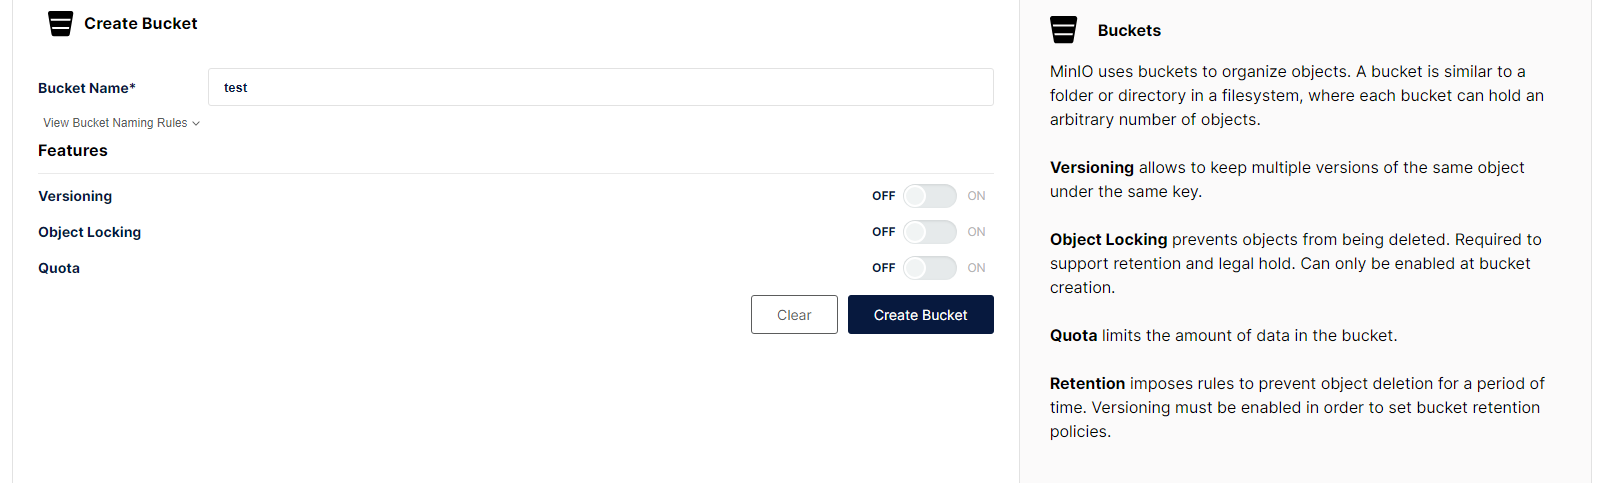 Create Bucket
Bucket Name*
test
View Bucket Naming Rules
Features
Versioning
OFF ON
Object Locking
OFF ON
Quota
OFF ON
Clear
Create Bucket
Buckets
MinIO uses buckets to organize objects. A bucket is similar to a
folder or directory in a filesystem, where each bucket can hold an
arbitrary number of objects.
Versioning allows to keep multiple versions of the same object
under the same key.
Object Locking prevents objects from being deleted. Required to
support retention and legal hold. Can only be enabled at bucket
creation.
Quota limits the amount of data in the bucket.
Retention imposes rules to prevent object deletion for a period of
time. Versioning must be enabled in order to set bucket retention
policies.